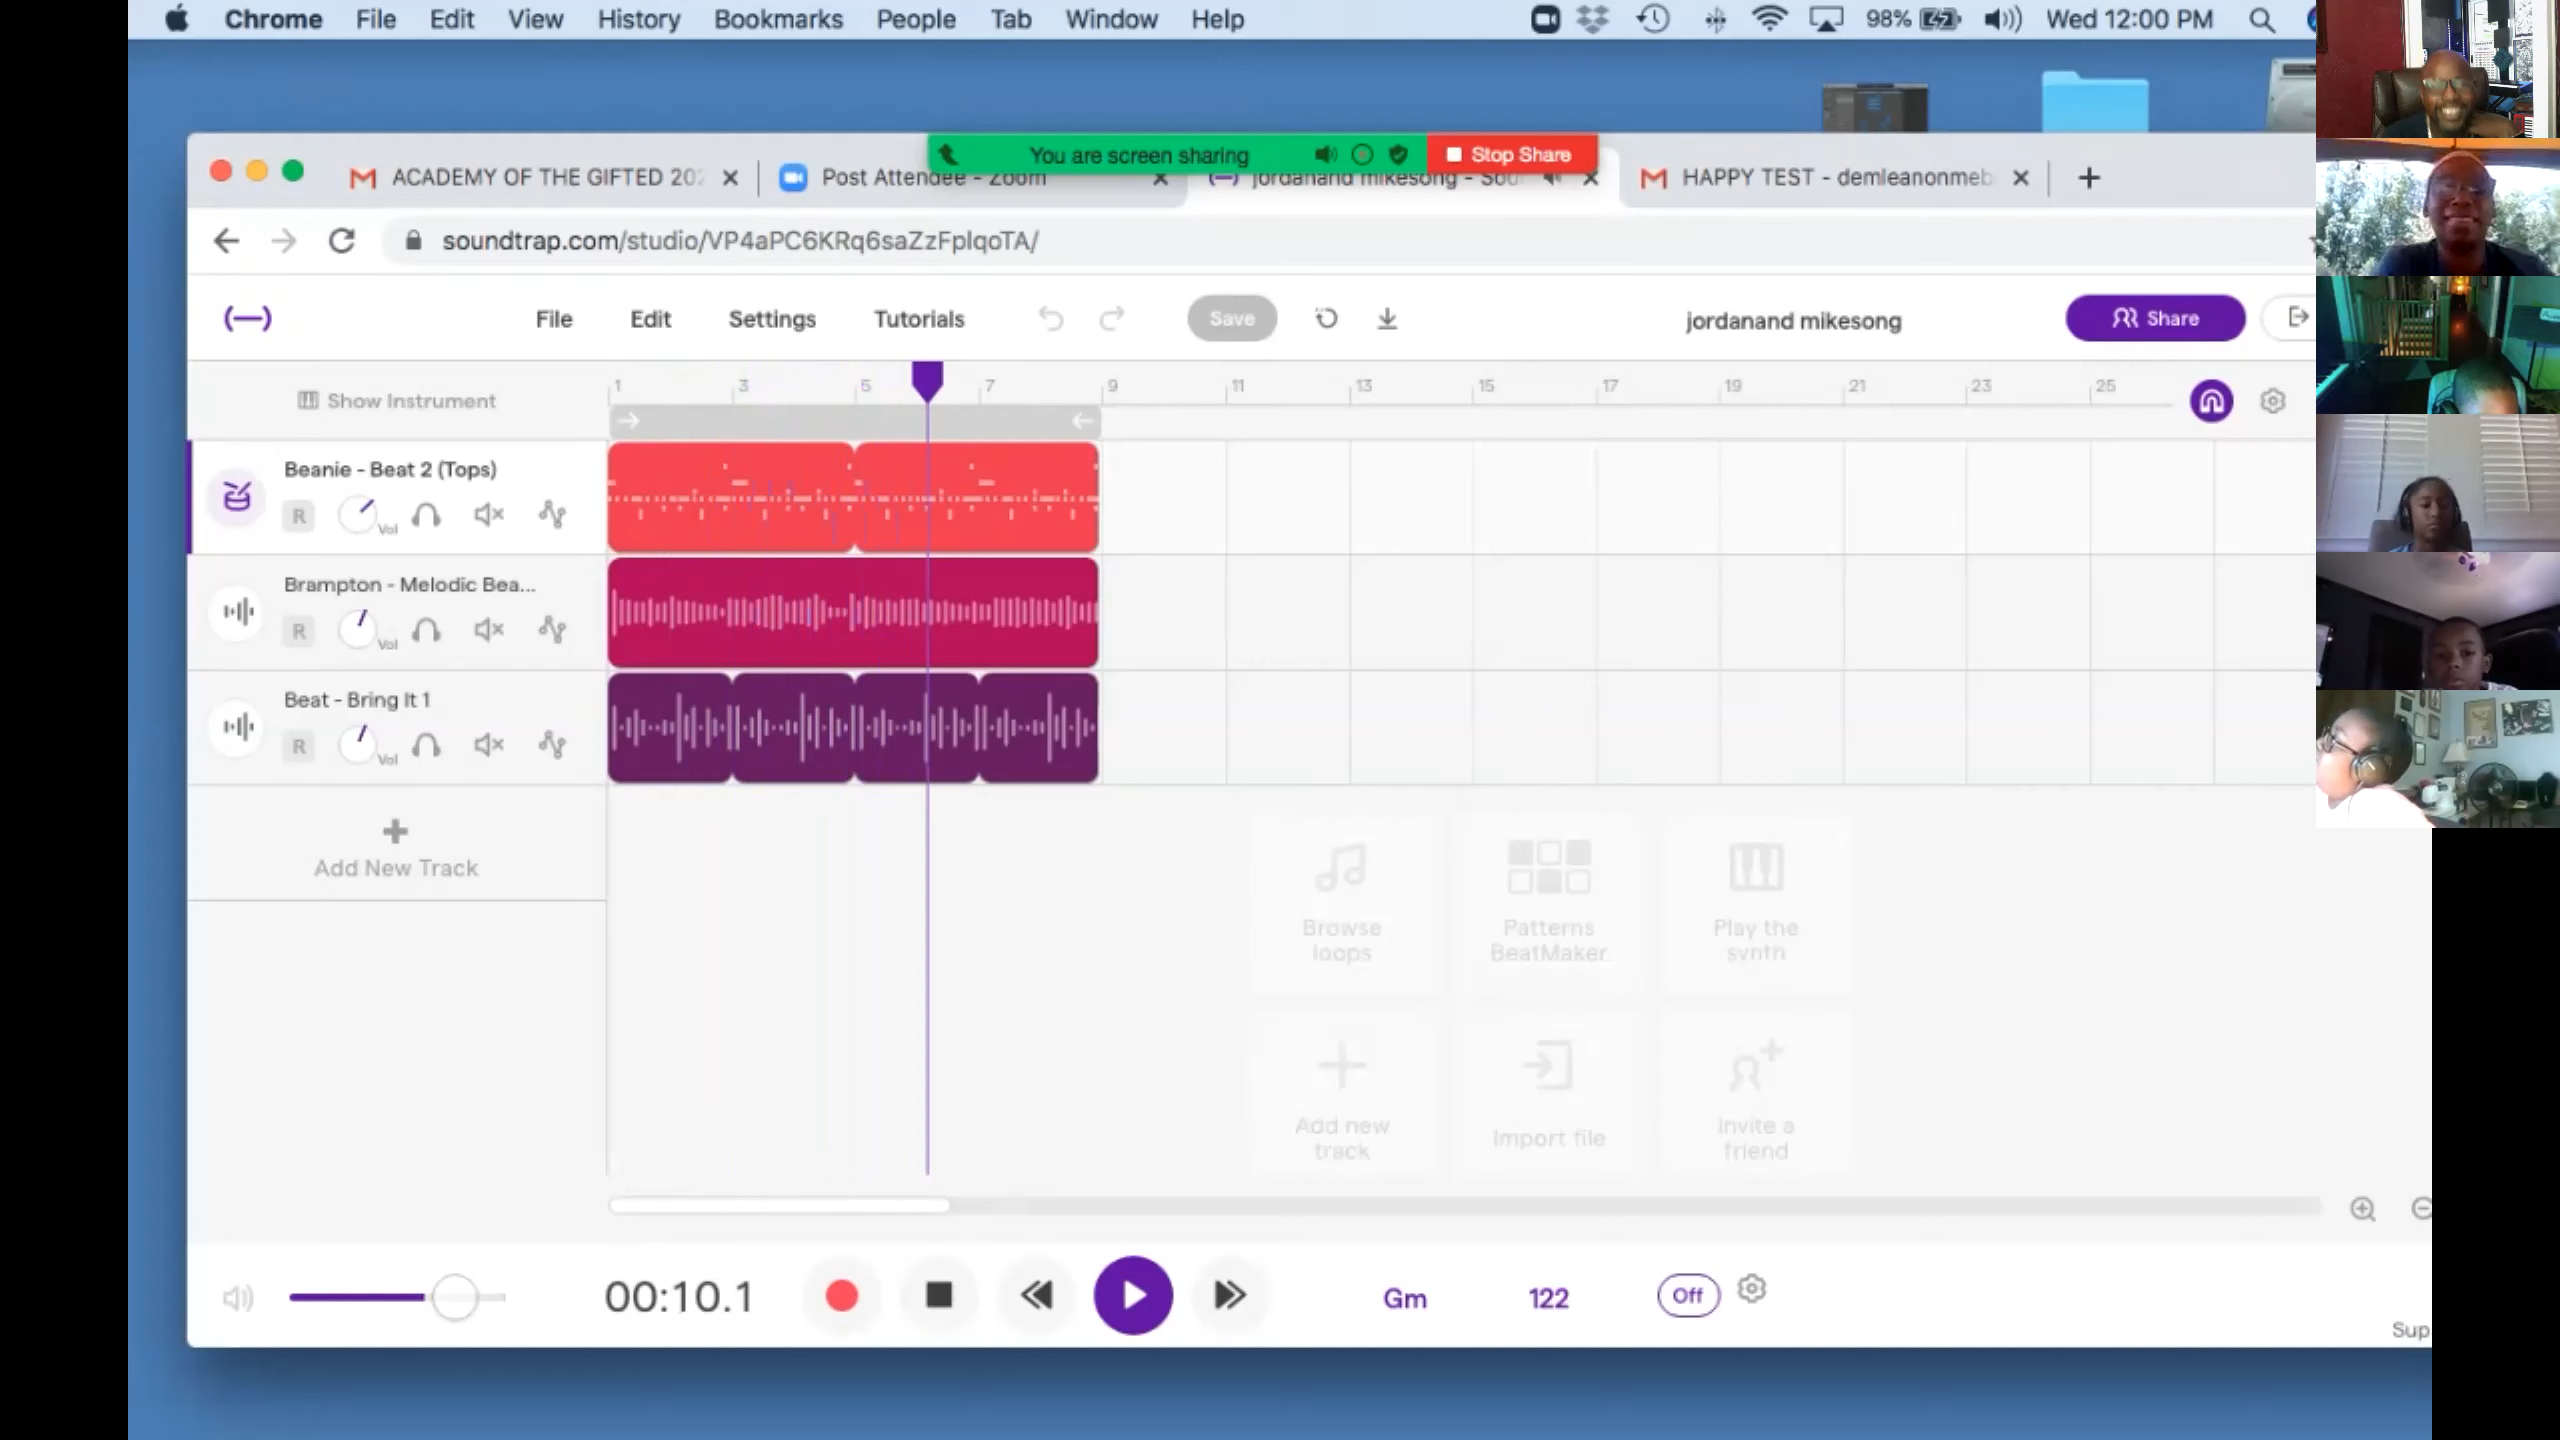 Chrome File Edit View History Bookmarks People Tab Window Help 98% Wed 12:00 PM
You are screen sharing Stop Share
ACADEMY OF THE GIFTED 202 Post Attendee - Zoom jordanand mikesong - Sou HAPPY TEST - demleanonmeb
soundtrap.com/studio/VP4aPC6KRq6saZzFplqoTA/
File Edit Settings Tutorials Save jordanand mikesong Share
Show Instrument 1 3 5 7 9 11 13 15 17 19 21 23 25
Beanie - Beat 2 (Tops)
R Vol
Brampton - Melodic Bea...
R Vol
Beat - Bring It 1
R Vol
Add New Track
Browse loops
Patterns BeatMaker
Play the synth
Add new track
Import file
Invite a friend
00:10.1 Gm 122 Off
Sup